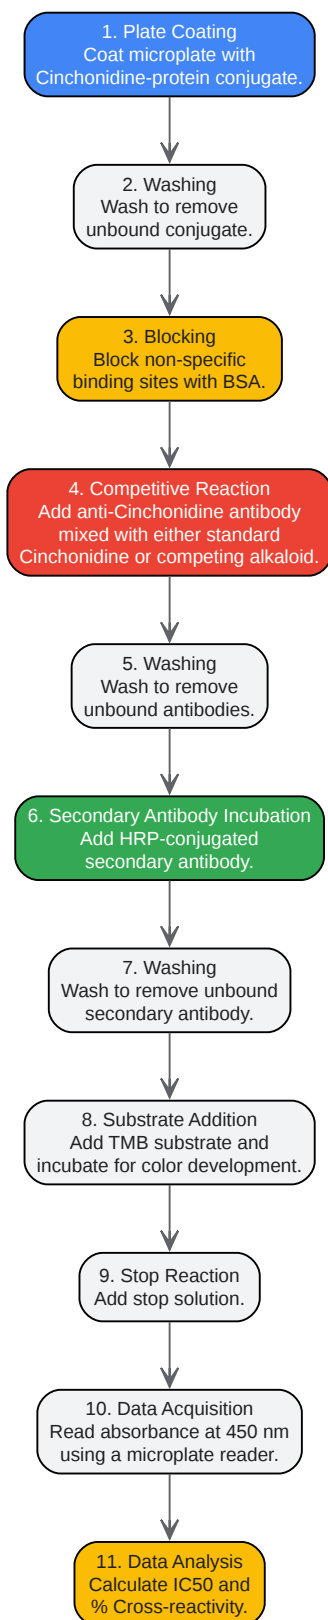 1. Plate Coating
Coat microplate with
Cinchonidine-protein conjugate.
2. Washing
Wash to remove
unbound conjugate.
3. Blocking
Block non-specific
binding sites with BSA.
4. Competitive Reaction
Add anti-Cinchonidine antibody
mixed with either standard
Cinchonidine or competing alkaloid.
5. Washing
Wash to remove
unbound antibodies.
6. Secondary Antibody Incubation
Add HRP-conjugated
secondary antibody.
7. Washing
Wash to remove unbound
secondary antibody.
8. Substrate Addition
Add TMB substrate and
incubate for color development.
9. Stop Reaction
Add stop solution.
10. Data Acquisition
Read absorbance at 450 nm
using a microplate reader.
11. Data Analysis
Calculate IC50 and
% Cross-reactivity.